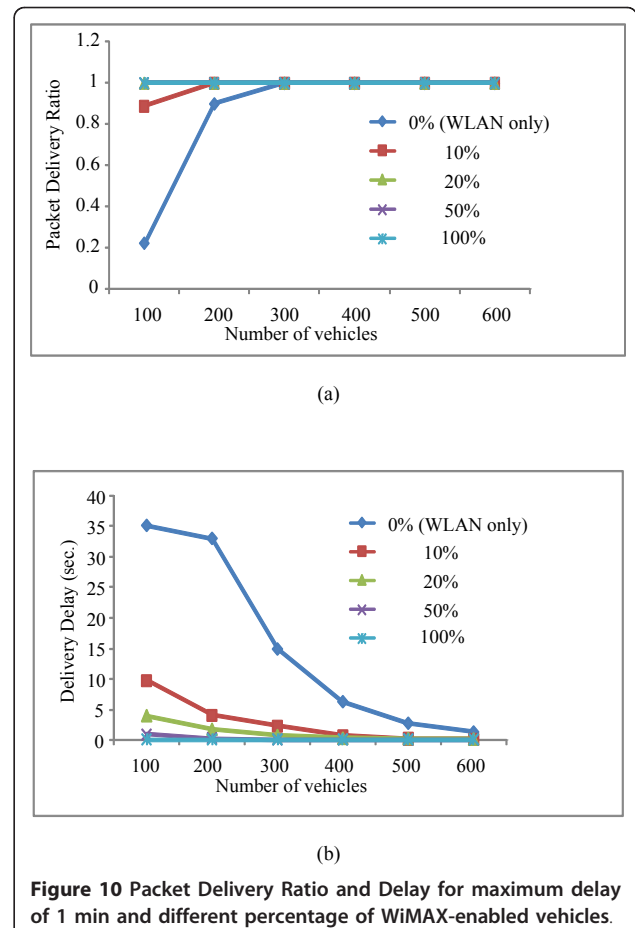 1.2
1
0.8
0.6
0.4
0.2
0
Packet Delivery Ratio
0% (WLAN only)
10%
20%
50%
100%
100 200 300 400 500 600
Number of vehicles
(a)
40
35
30
25
20
15
10
5
0
Delivery Delay (sec.)
0% (WLAN only)
10%
20%
50%
100%
100 200 300 400 500 600
Number of vehicles
(b)
Figure 10 Packet Delivery Ratio and Delay for maximum delay
of 1 min and different percentage of WiMAX-enabled vehicles.